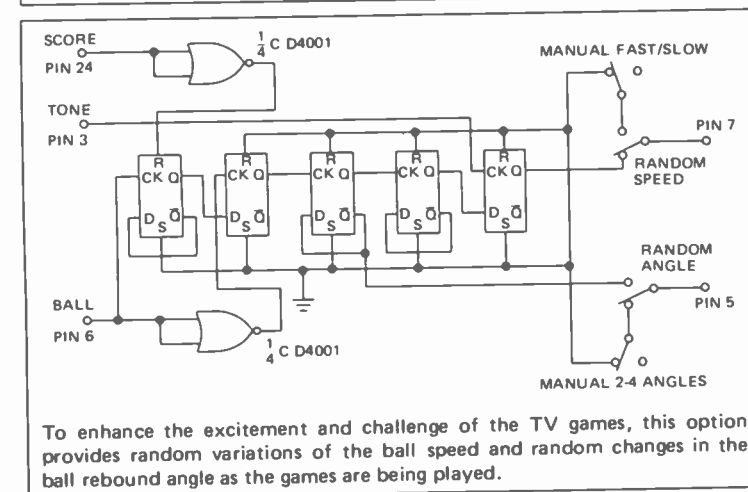 SCORE
PIN 24
1/4 C D4001
MANUAL FAST/SLOW
TONE
PIN 3
PIN 7
RANDOM
SPEED
R
CK Q
D Q̅
S
R
CK Q
D Q̅
S
R
CK Q
D Q̅
S
R
CK Q
D Q̅
S
R
CK Q
D Q̅
S
RANDOM
ANGLE
PIN 5
BALL
PIN 6
1/4 C D4001
MANUAL 2-4 ANGLES
To enhance the excitement and challenge of the TV games, this option
provides random variations of the ball speed and random changes in the
ball rebound angle as the games are being played.